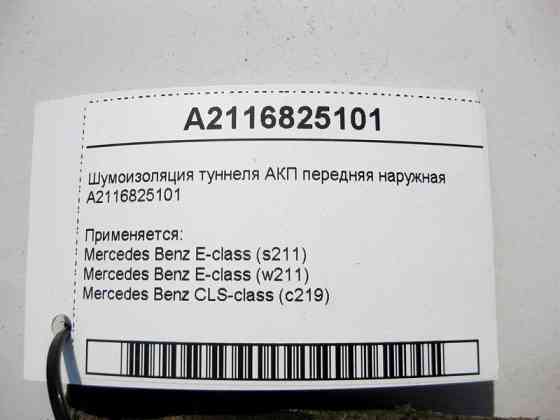 A2116825101
Шумоизоляция туннеля АКП передняя наружная
A2116825101
Применяется:
Mercedes Benz E-class (s211)
Mercedes Benz E-class (w211)
Mercedes Benz CLS-class (c219)